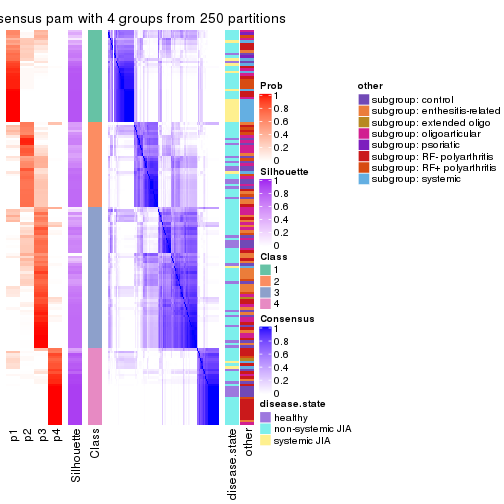 sensus pam with 4 groups from 250 partitions
Prob
1
0.8
0.6
0.4
0.2
0
Silhouette
1
0.8
0.6
0.4
0.2
0
Class
1
2
3
4
Consensus
1
0.8
0.6
0.4
0.2
0
disease.state
healthy
non-systemic JIA
systemic JIA
other
subgroup: control
subgroup: enthesitis-related
subgroup: extended oligo
subgroup: oligoarticular
subgroup: psoriatic
subgroup: RF- polyarthritis
subgroup: RF+ polyarthritis
subgroup: systemic
p1
p2
p3
p4
Silhouette
Class
disease.state
other